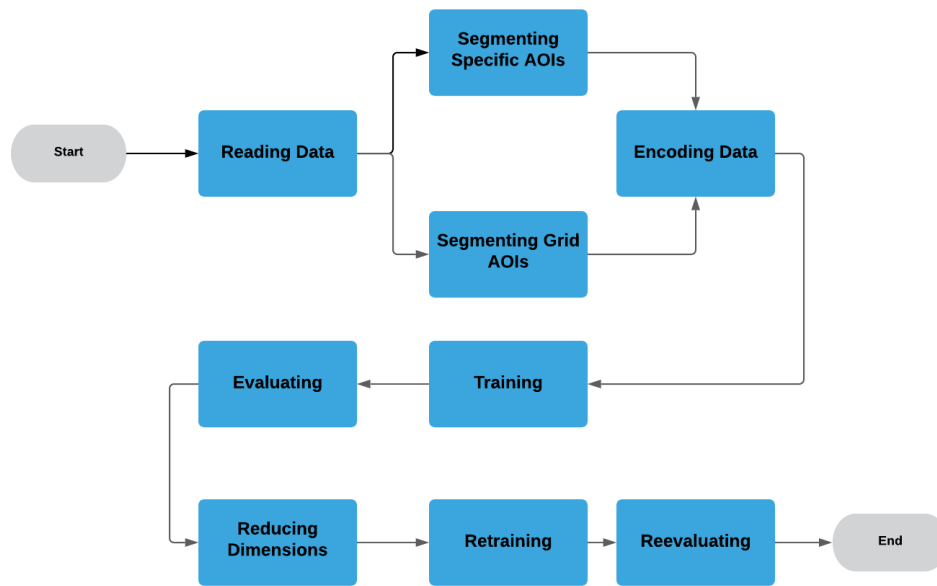 Start
Reading Data
Segmenting
Specific AOIs
Segmenting Grid
AOIs
Encoding Data
Training
Evaluating
Reducing
Dimensions
Retraining
Reevaluating
End